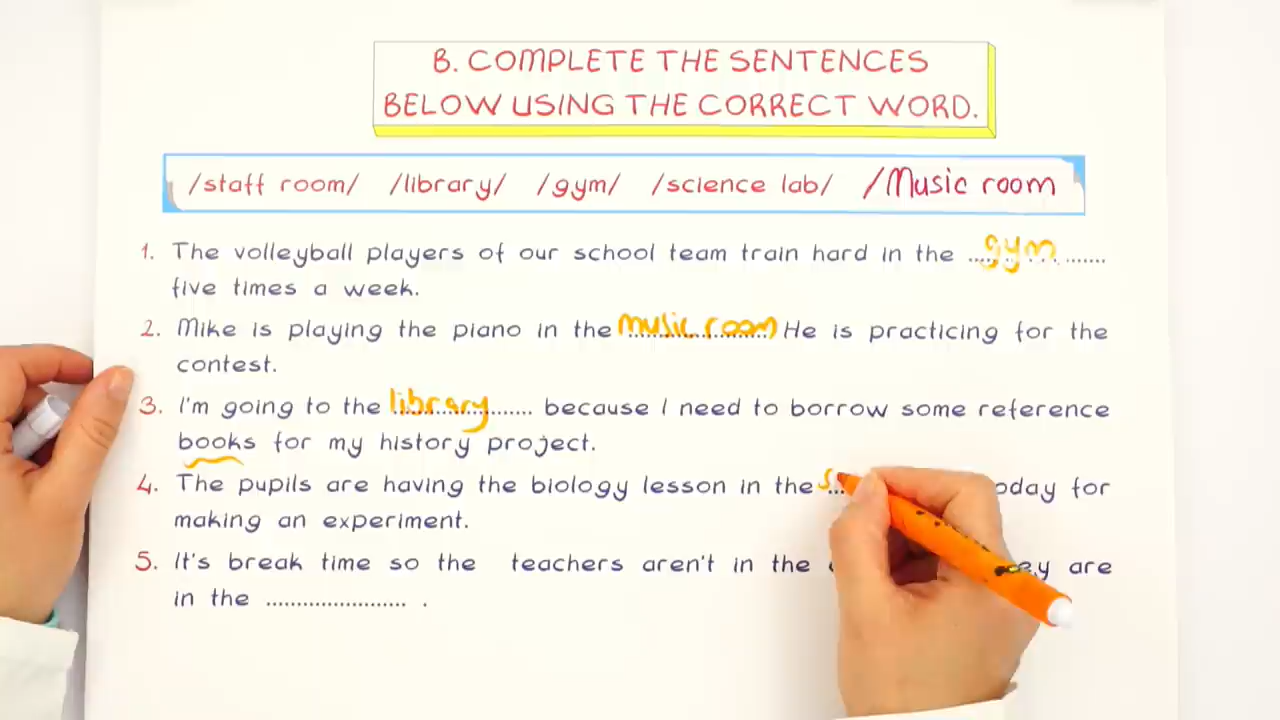 B. COMPLETE THE SENTENCES
BELOW USING THE CORRECT WORD.
/staff room/ /library/ /gym/ /science lab/ /Music room
1. The volleyball players of our school team train hard in the .....gym.......
five times a week.
2. Mike is playing the piano in the music room He is practicing for the
contest.
3. I'm going to the library...... because I need to borrow some reference
books for my history project.
4. The pupils are having the biology lesson in the s... oday for
making an experiment.
5. It's break time so the teachers aren't in the are
in the ....................... .